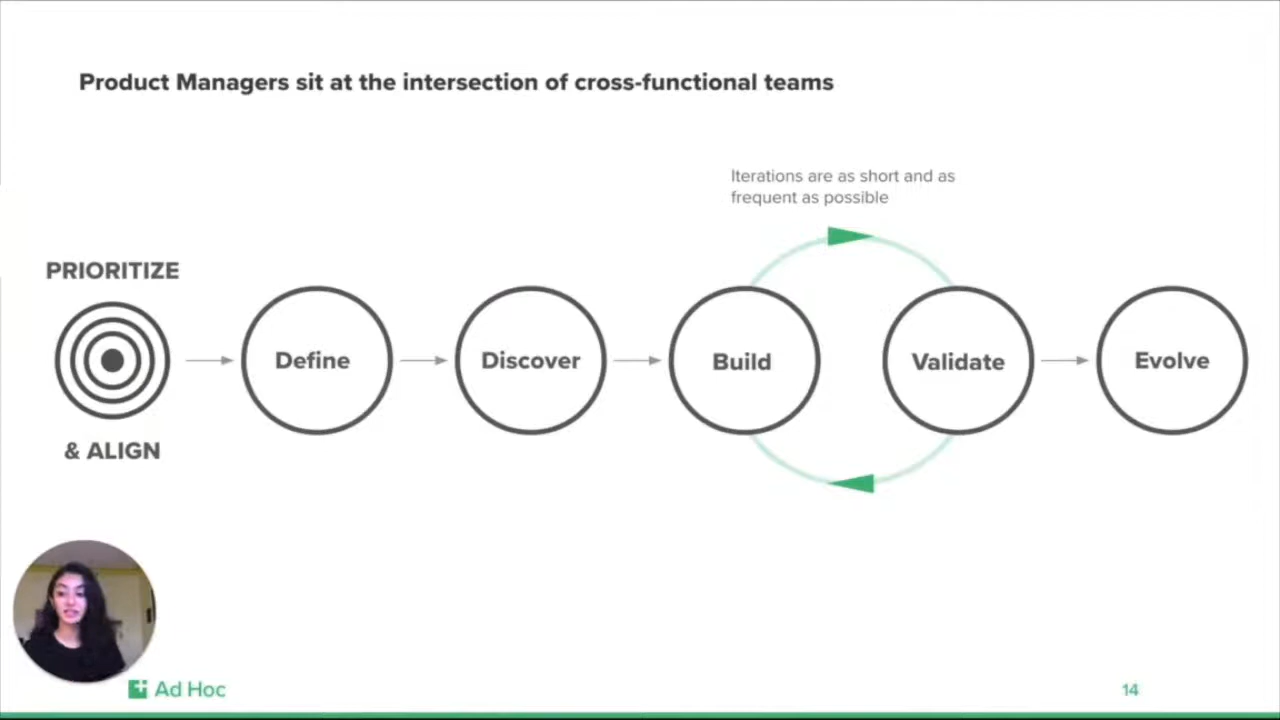 Product Managers sit at the intersection of cross-functional teams
Iterations are as short and as
frequent as possible
PRIORITIZE
& ALIGN
Define
Discover
Build
Validate
Evolve
Ad Hoc
14